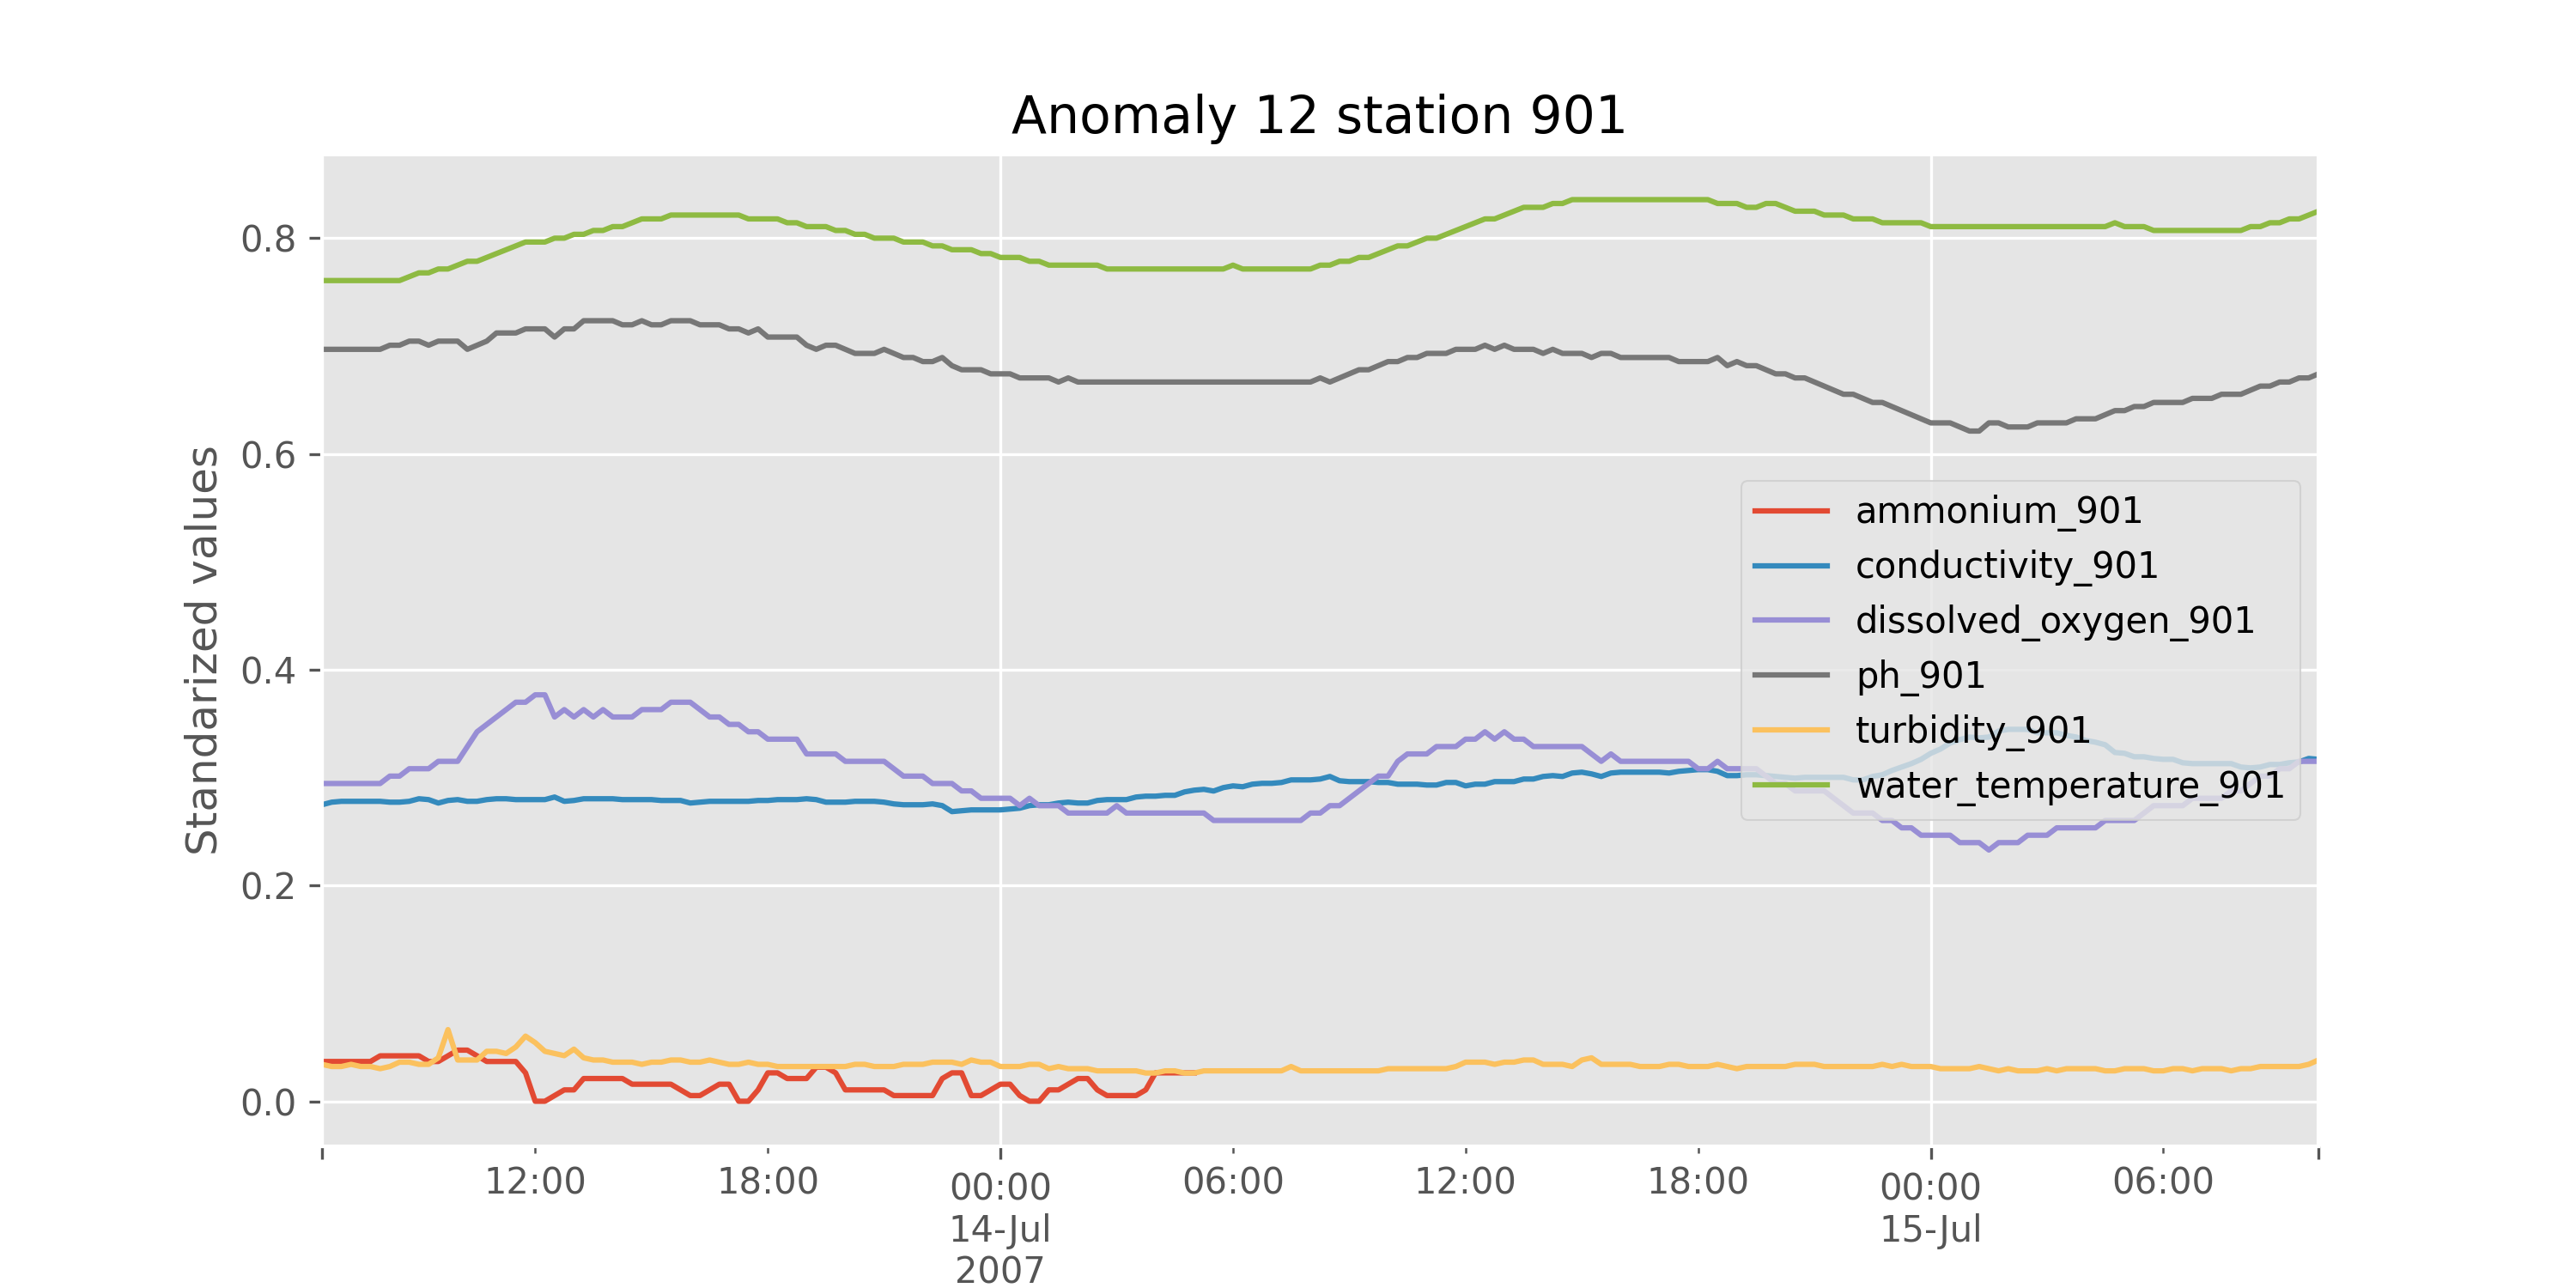 Anomaly 12 station 901
Standarized values
0.8
0.6
0.4
0.2
0.0
ammonium_901
conductivity_901
dissolved_oxygen_901
ph_901
turbidity_901
water_temperature_901
12:00 18:00 00:00 06:00 12:00 18:00 00:00 06:00
14-Jul 15-Jul
2007